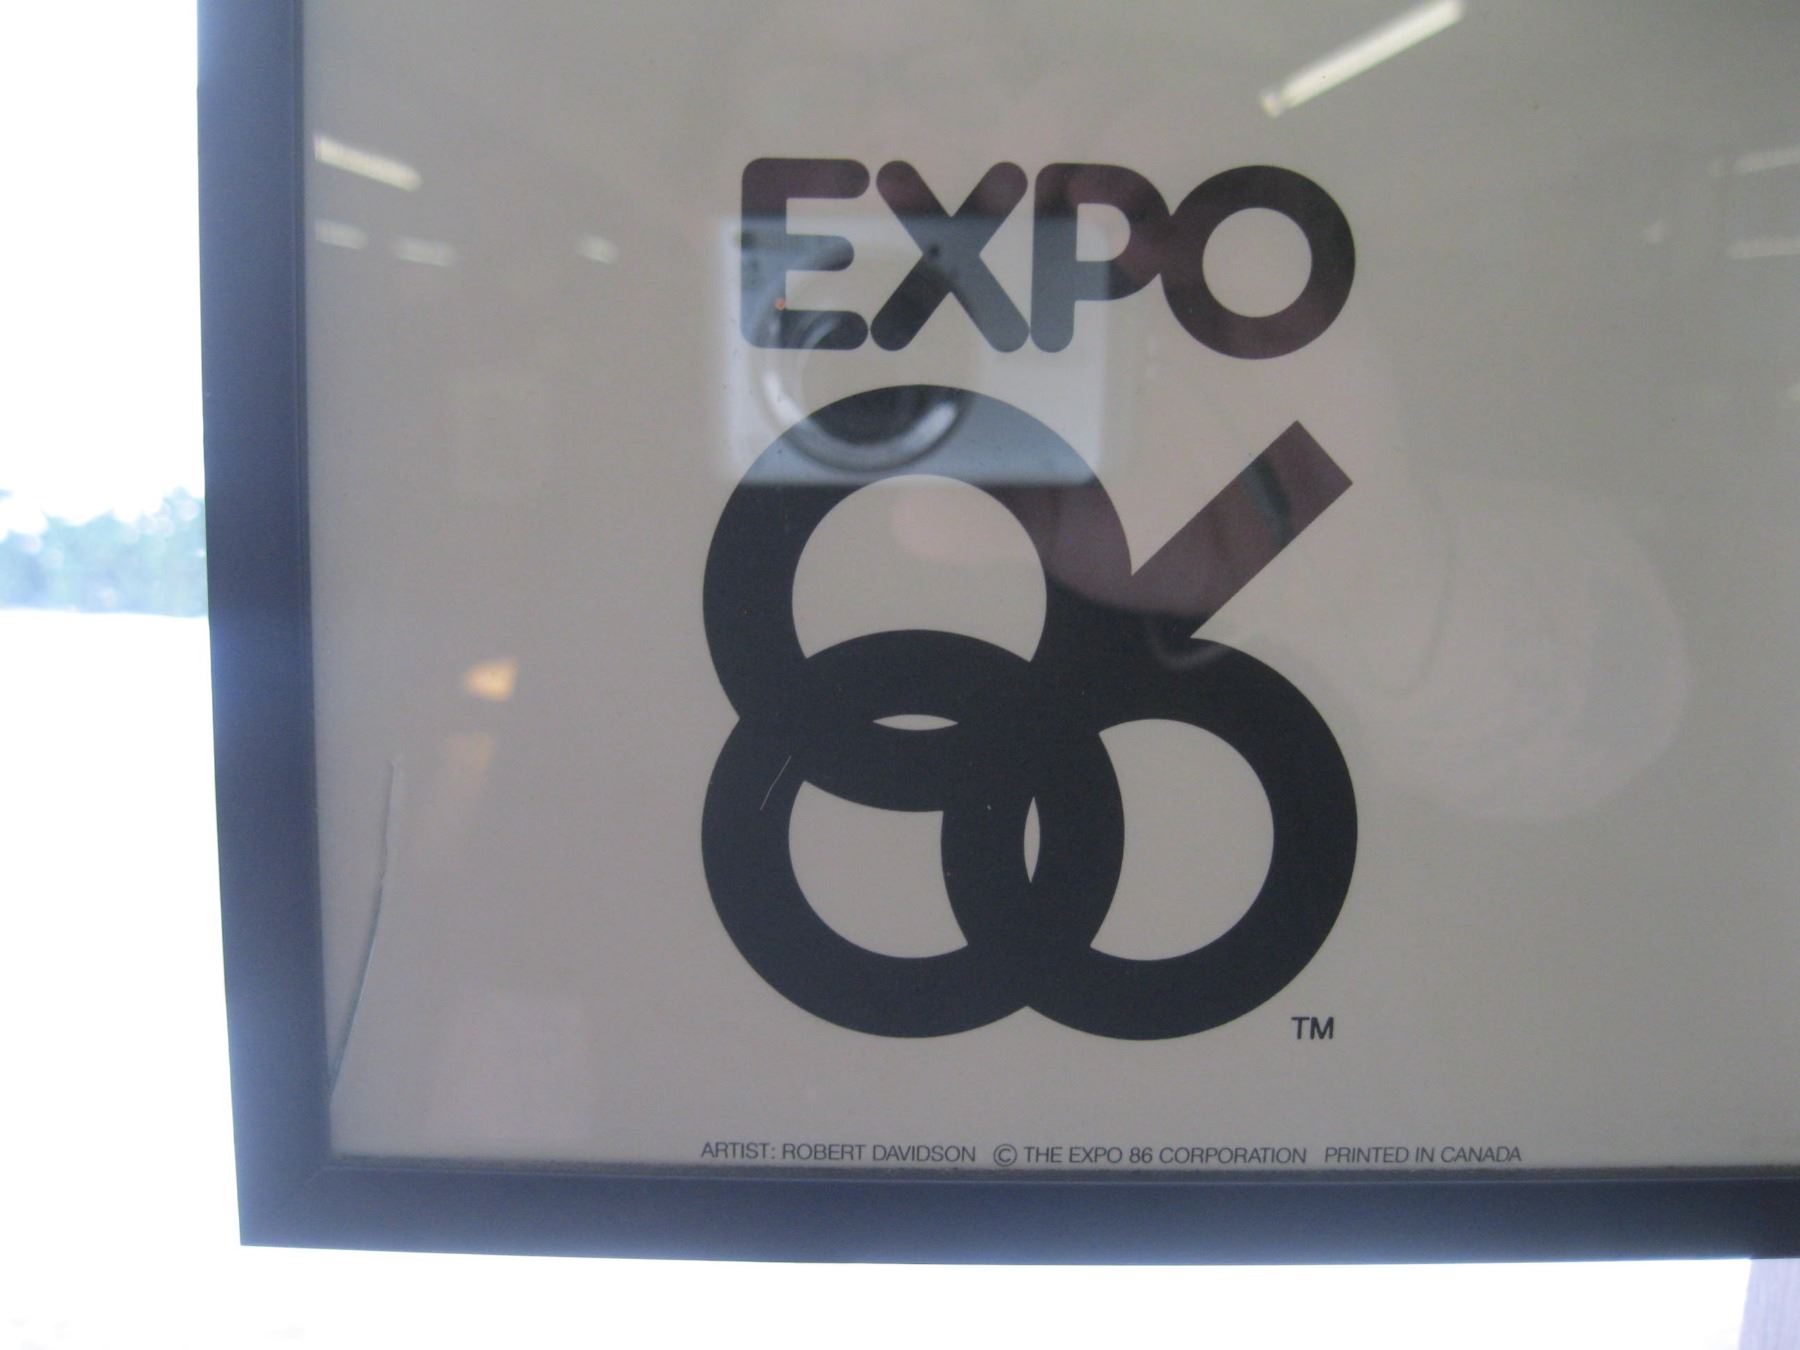 EXPO
86
TM
ARTIST: ROBERT DAVIDSON © THE EXPO 86 CORPORATION PRINTED IN CANADA